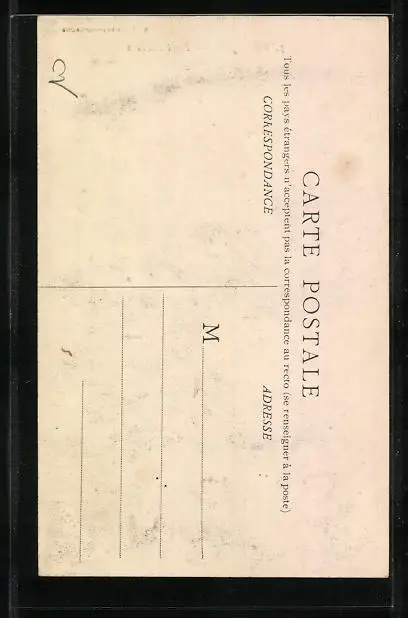 CARTE POSTALE
Tous les pays étrangers n'acceptent pas la correspondance au recto (se renseigner à la poste)
CORRESPONDANCE
ADRESSE
M